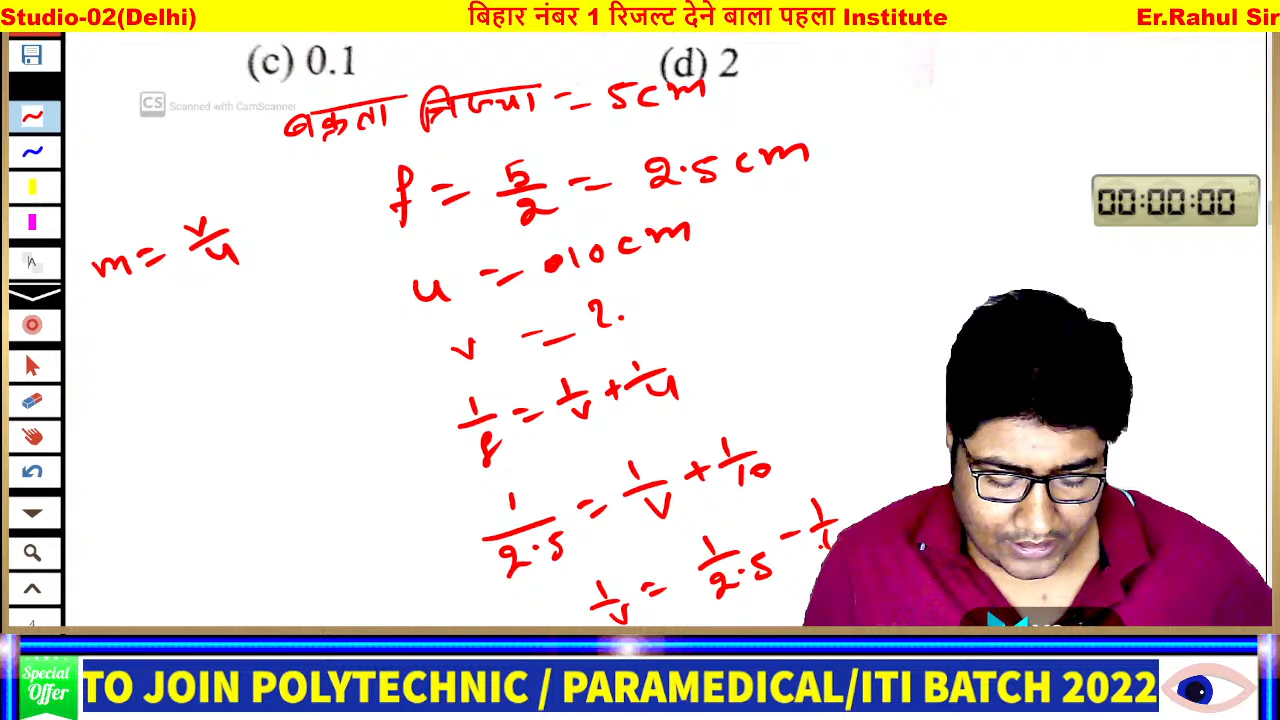 Studio-02(Delhi) बिहार नंबर 1 रिजल्ट देने बाला पहला Institute Er.Rahul Sir
(c) 0.1 (d) 2
CS Scanned with CamScanner
वक्रता त्रिज्या = 5cm
f = 5/2 = 2.5 cm
00:00:00
m = v/u
u = 10cm
v = ?
1/f = 1/v + 1/u
1/2.5 = 1/v + 1/10
1/v = 1/2.5 - 1/
Special Offer
TO JOIN POLYTECHNIC / PARAMEDICAL/ITI BATCH 2022